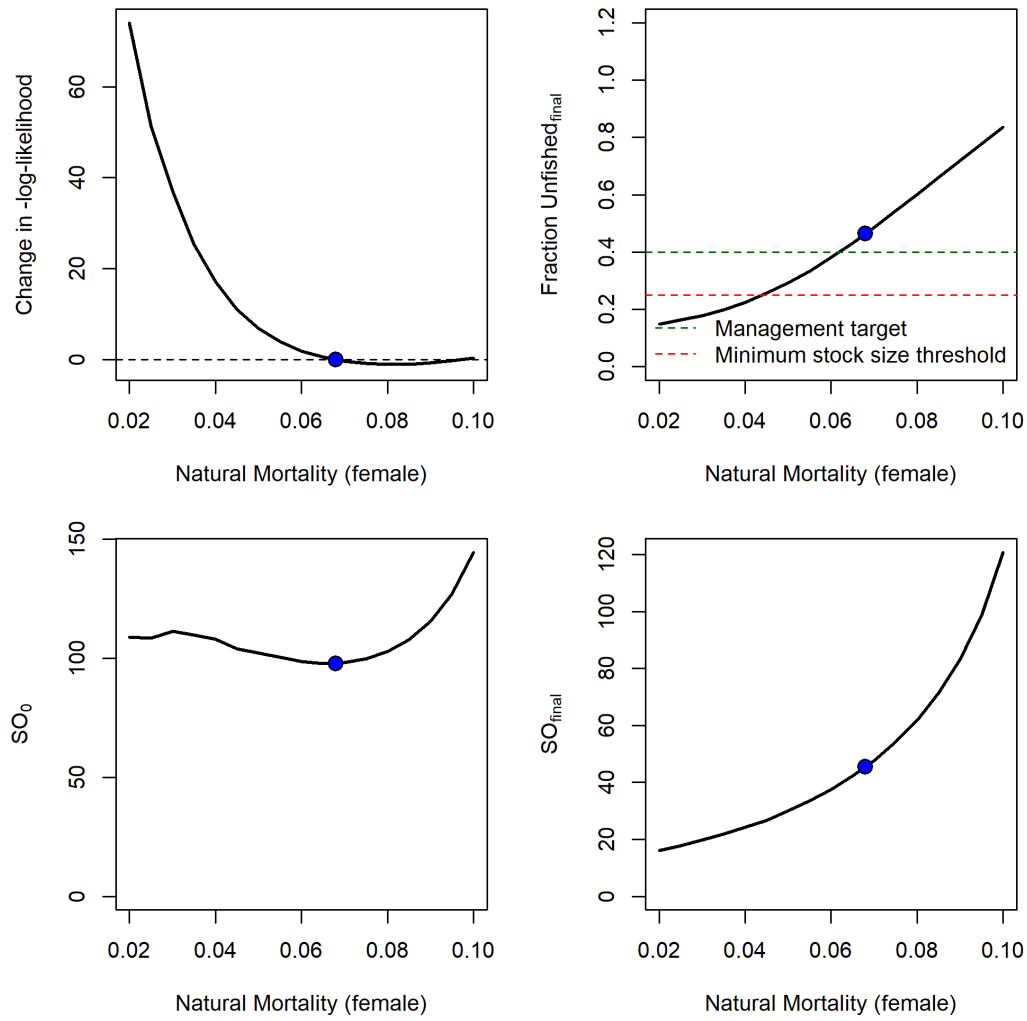 Change in -log-likelihood
60
40
20
0
0.02 0.04 0.06 0.08 0.10
Natural Mortality (female)
Fraction Unfished_final
1.2
1.0
0.8
0.6
0.4
0.2
0.0
Management target
Minimum stock size threshold
0.02 0.04 0.06 0.08 0.10
Natural Mortality (female)
SO₀
150
100
50
0
0.02 0.04 0.06 0.08 0.10
Natural Mortality (female)
SO_final
120
100
80
60
40
20
0
0.02 0.04 0.06 0.08 0.10
Natural Mortality (female)